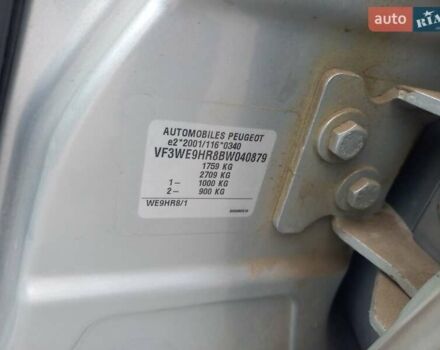 auto RIA
AUTOMOBILES PEUGEOT
e2*2001/116*0340
VF3WE9HR8BW040879
1759 KG
2709 KG
1– 1000 KG
2– 900 KG
WE9HR8/1